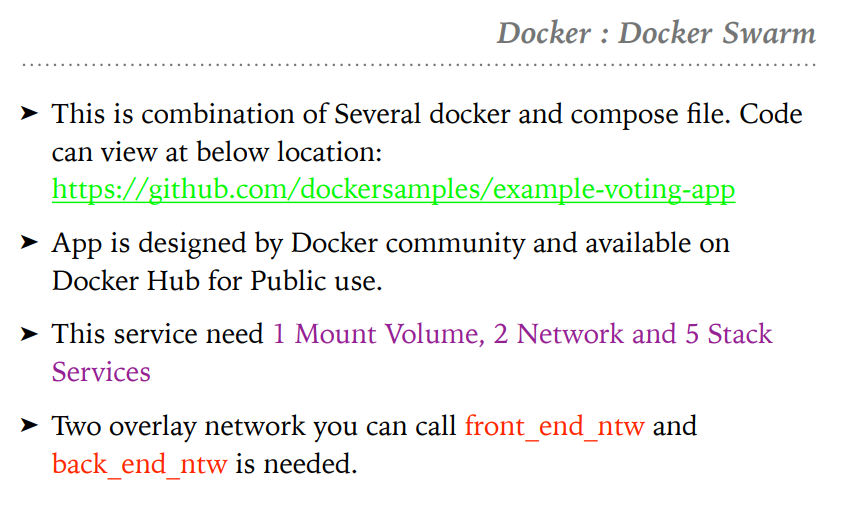 Docker : Docker Swarm
➤ This is combination of Several docker and compose file. Code
can view at below location:
https://github.com/dockersamples/example-voting-app
➤ App is designed by Docker community and available on
Docker Hub for Public use.
➤ This service need 1 Mount Volume, 2 Network and 5 Stack
Services
➤ Two overlay network you can call front_end_ntw and
back_end_ntw is needed.